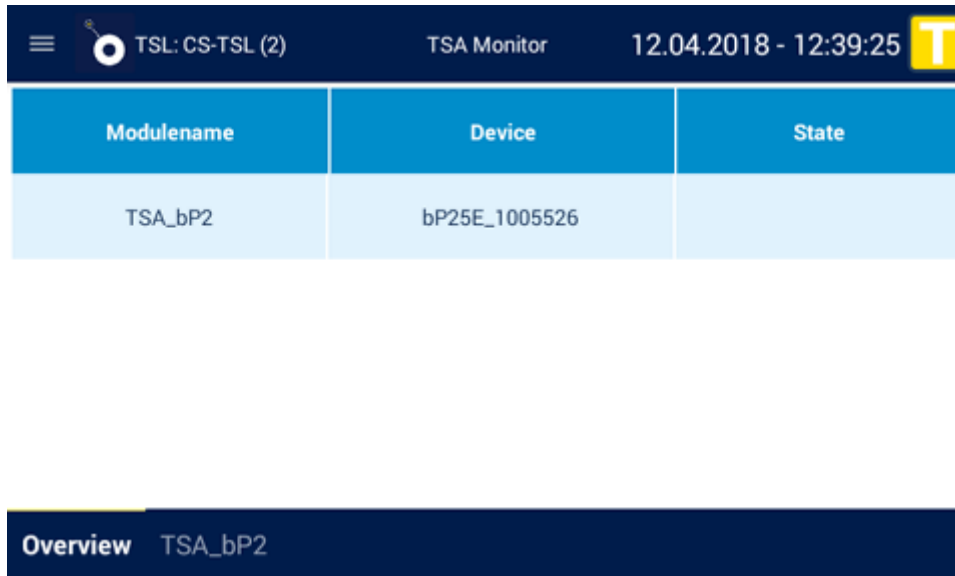 TSL: CS-TSL (2) TSA Monitor 12.04.2018 - 12:39:25 T
Modulename Device State
TSA_bP2 bP25E_1005526
Overview TSA_bP2